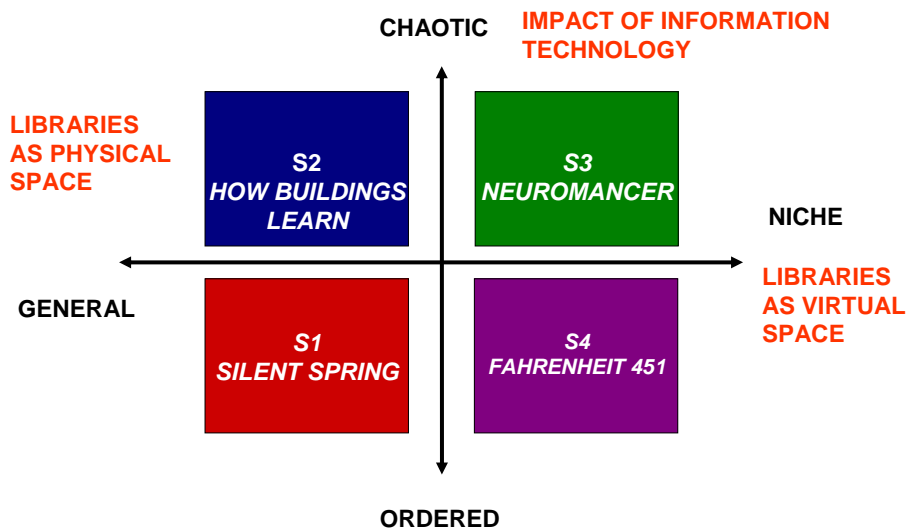 CHAOTIC
IMPACT OF INFORMATION
TECHNOLOGY
LIBRARIES
AS PHYSICAL
SPACE
S2
HOW BUILDINGS
LEARN
S3
NEUROMANCER
NICHE
GENERAL
LIBRARIES
AS VIRTUAL
SPACE
S1
SILENT SPRING
S4
FAHRENHEIT 451
ORDERED